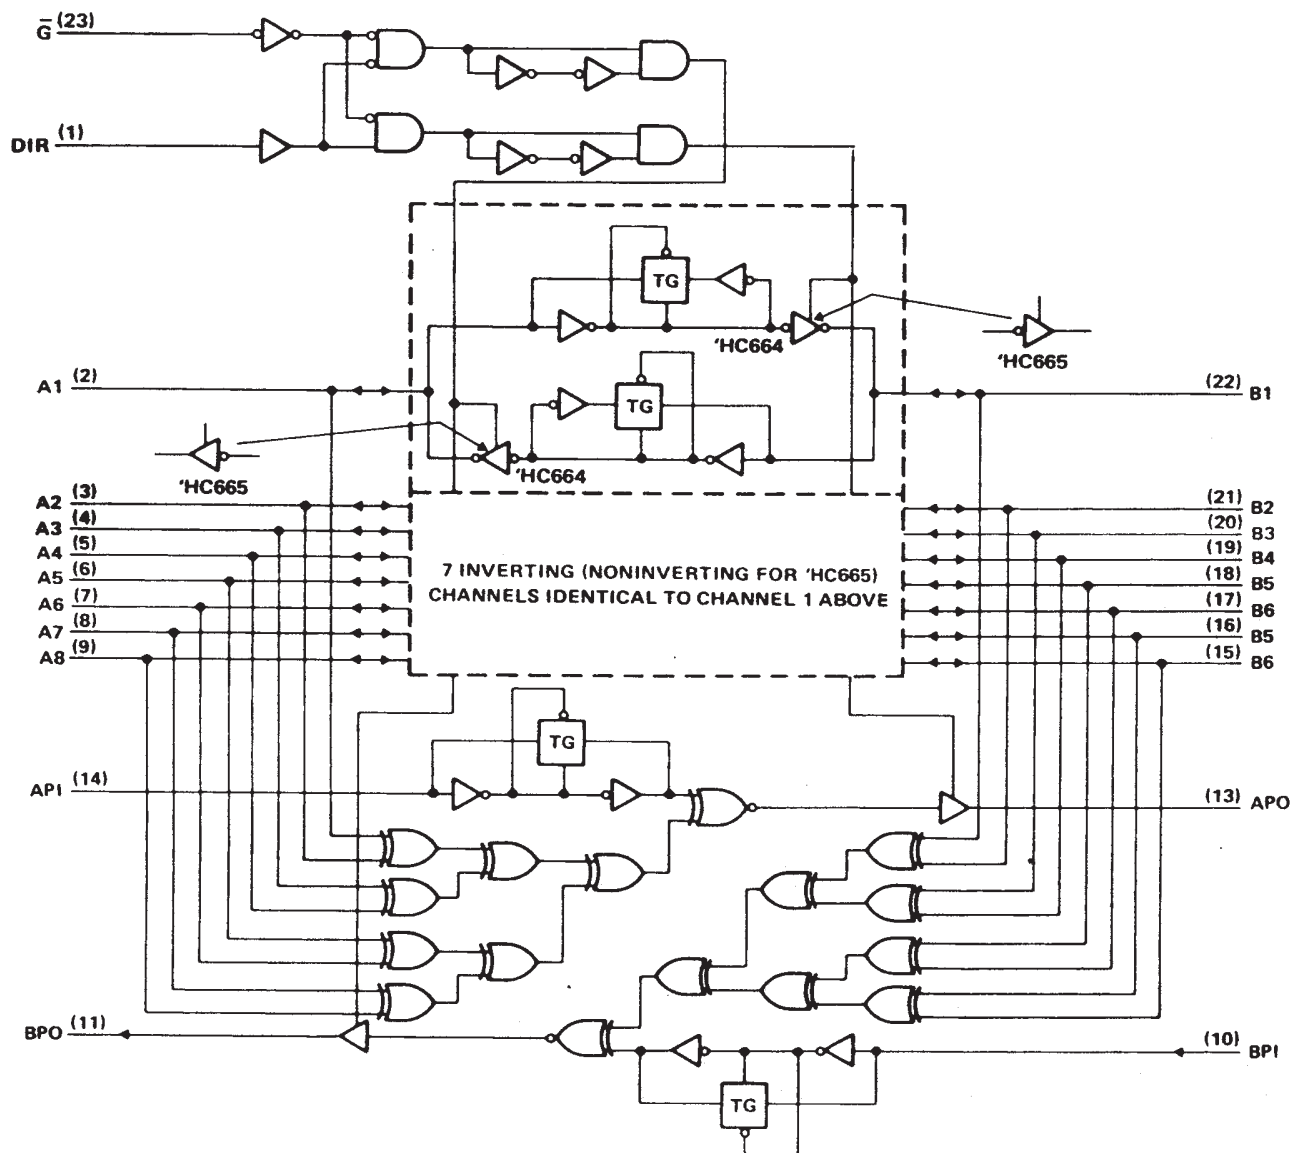 G̅ (23)
DIR (1)
TG
'HC664
'HC665
A1 (2)
(22) B1
TG
'HC664
'HC665
A2 (3)
(21) B2
A3 (4)
(20) B3
A4 (5)
(19) B4
A5 (6)
(18) B5
A6 (7)
(17) B6
A7 (8)
(16) B5
A8 (9)
(15) B6
7 INVERTING (NONINVERTING FOR 'HC665)
CHANNELS IDENTICAL TO CHANNEL 1 ABOVE
TG
API (14)
(13) APO
BPO (11)
(10) BPI
TG